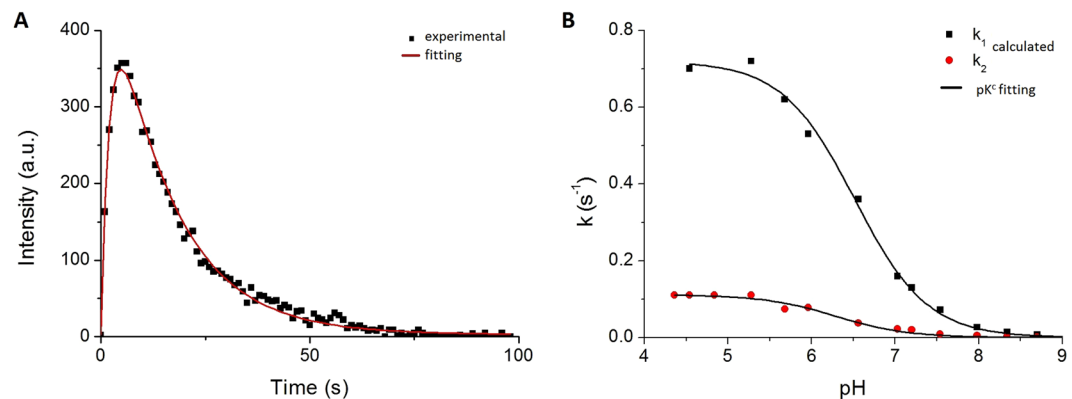 A
400
300
200
100
0
Intensity (a.u.)
experimental
fitting
0
50
100
Time (s)
B
0.8
0.6
0.4
0.2
0.0
k (s⁻¹)
k₁ calculated
k₂
pKᶜ fitting
4
5
6
7
8
9
pH